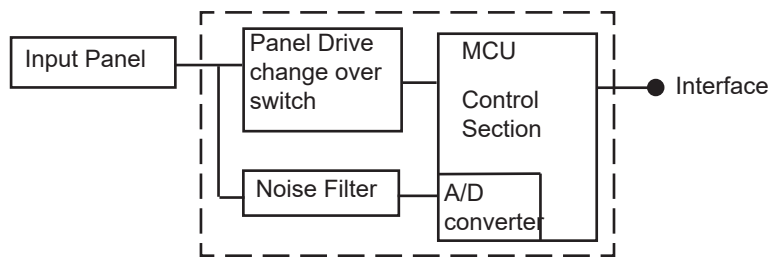 Input Panel
Panel Drive
change over
switch
MCU
Control
Section
Interface
Noise Filter
A/D
converter